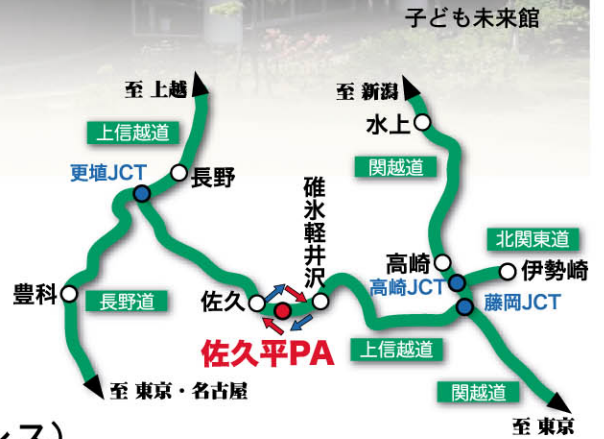 子ども未来館
至 上越
至 新潟
上信越道
水上
更埴JCT
長野
関越道
碓氷軽井沢
北関東道
高崎
伊勢崎
高崎JCT
豊科
長野道
佐久
藤岡JCT
佐久平PA
上信越道
至 東京・名古屋
関越道
至 東京